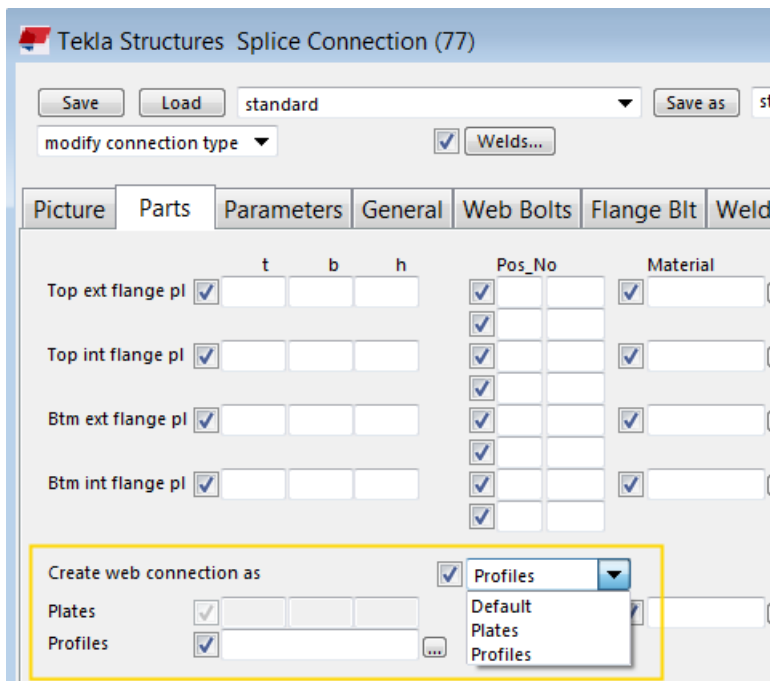 Tekla Structures Splice Connection (77)
Save Load standard Save as
modify connection type Welds...
Picture Parts Parameters General Web Bolts Flange Blt Weld
t b h Pos_No Material
Top ext flange pl
Top int flange pl
Btm ext flange pl
Btm int flange pl
Create web connection as Profiles
Default
Plates
Plates
Profiles ... Profiles